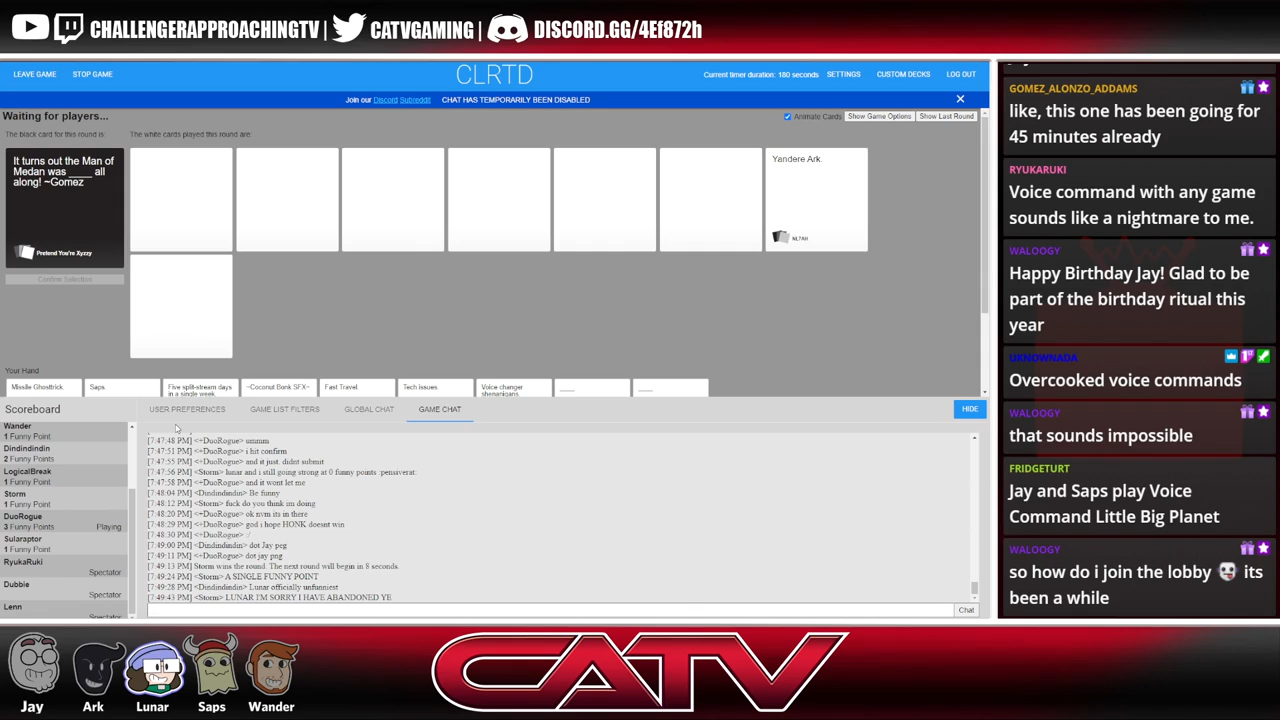 CHALLENGERAPPROACHINGTV | CATVGAMING | DISCORD.GG/4Ef872h
LEAVE GAME STOP GAME CLRTD Current timer duration: 180 seconds SETTINGS CUSTOM DECKS LOG OUT
Join our Discord Subreddit CHAT HAS TEMPORARILY BEEN DISABLED
Waiting for players...
Animate Cards Show Game Options Show Last Round
The black card for this round is: The white cards played this round are:
It turns out the Man of
Medan was ____ all
along! ~Gomez
Pretend You're Xyzzy
Confirm Selection
Yandere Ark.
NL7AH
Your Hand
Missile Ghosttrick.
Saps.
Five split-stream days
in a single week.
~Coconut Bonk SFX~
Fast Travel.
Tech issues.
Voice changer
shenanigans.
____
____
Scoreboard
Wander
1 Funny Point
Dindindindin
2 Funny Points
LogicalBreak
1 Funny Point
Storm
1 Funny Point
DuoRogue
3 Funny Points Playing
Sularaptor
1 Funny Point
RyukaRuki
Spectator
Dubbie
Spectator
Lenn
Spectator
USER PREFERENCES GAME LIST FILTERS GLOBAL CHAT GAME CHAT HIDE
[7:47:48 PM] <+DuoRogue> ummm
[7:47:51 PM] <+DuoRogue> i hit confirm
[7:47:55 PM] <+DuoRogue> and it just. didnt submit
[7:47:56 PM] <Storm> lunar and i still going strong at 0 funny points :pensiverat:
[7:47:58 PM] <+DuoRogue> and it wont let me
[7:48:04 PM] <Dindindindin> Be funny
[7:48:12 PM] <Storm> fuck do you think im doing
[7:48:20 PM] <+DuoRogue> ok nvm its in there
[7:48:29 PM] <+DuoRogue> god i hope HONK doesnt win
[7:48:30 PM] <+DuoRogue> :/
[7:49:00 PM] <Dindindindin> dot Jay peg
[7:49:11 PM] <+DuoRogue> dot jay png
[7:49:13 PM] Storm wins the round. The next round will begin in 8 seconds.
[7:49:24 PM] <Storm> A SINGLE FUNNY POINT
[7:49:28 PM] <Dindindindin> Lunar officially unfunniest
[7:49:43 PM] <Storm> LUNAR I'M SORRY I HAVE ABANDONED YE
Chat
GOMEZ_ALONZO_ADDAMS
like, this one has been going for
45 minutes already
RYUKARUKI
Voice command with any game
sounds like a nightmare to me.
WALOOGY
Happy Birthday Jay! Glad to be
part of the birthday ritual this
year
UKNOWNADA
Overcooked voice commands
WALOOGY
that sounds impossible
FRIDGETURT
Jay and Saps play Voice
Command Little Big Planet
WALOOGY
so how do i join the lobby its
been a while
Jay Ark Lunar Saps Wander
CATV